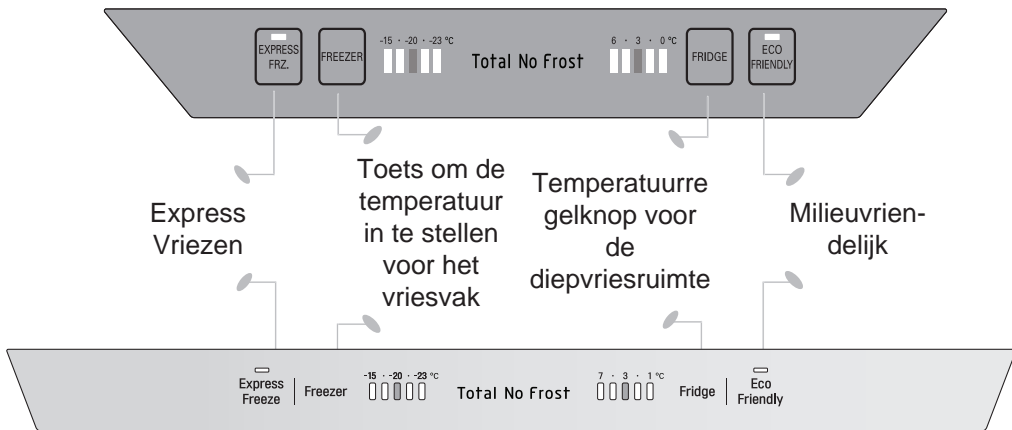 EXPRESS
FRZ.
FREEZER
-15 · -20 · -23 °C
Total No Frost
6 · 3 · 0 °C
FRIDGE
ECO
FRIENDLY
Express
Vriezen
Toets om de
temperatuur
in te stellen
voor het
vriesvak
Temperatuurre
gelknop voor
de
diepvriesruimte
Milieuvrien-
delijk
Express
Freeze
Freezer
-15 · -20 · -23 °C
Total No Frost
7 · 3 · 1 °C
Fridge
Eco
Friendly